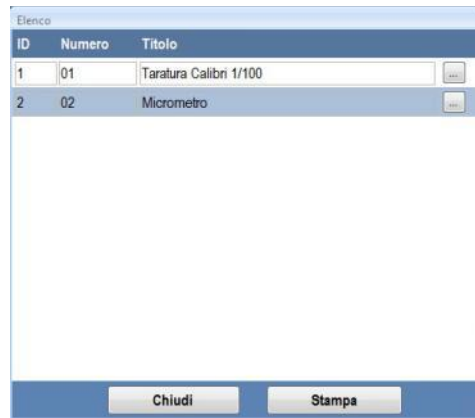 Elenco
ID Numero Titolo
1 01 Taratura Calibri 1/100 ...
2 02 Micrometro ...
Chiudi Stampa